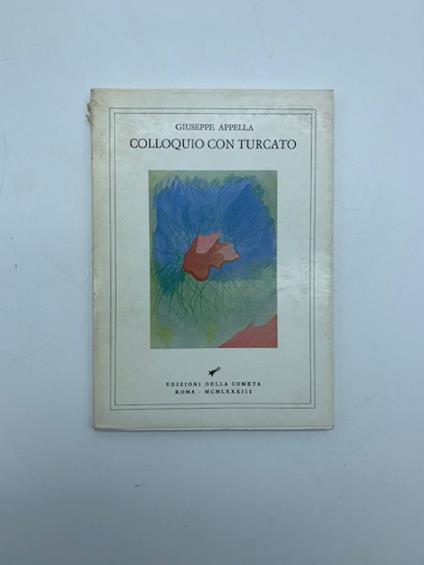 GIUSEPPE APPELLA
COLLOQUIO CON TURCATO
EDIZIONI DELLA COMETA
ROMA - MCMLXXXIII